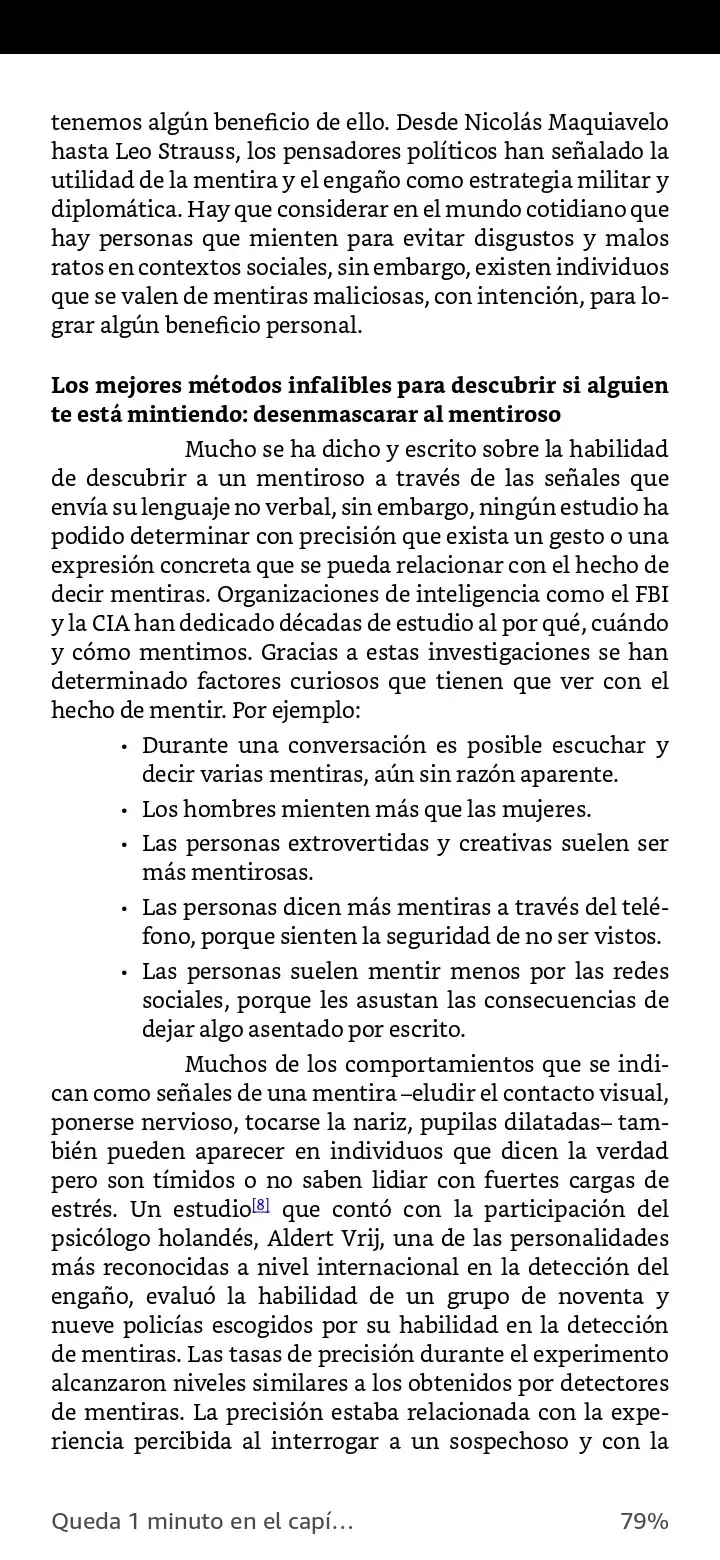 tenemos algún beneficio de ello. Desde Nicolás Maquiavelo
hasta Leo Strauss, los pensadores políticos han señalado la
utilidad de la mentira y el engaño como estrategia militar y
diplomática. Hay que considerar en el mundo cotidiano que
hay personas que mienten para evitar disgustos y malos
ratos en contextos sociales, sin embargo, existen individuos
que se valen de mentiras maliciosas, con intención, para lo-
grar algún beneficio personal.
Los mejores métodos infalibles para descubrir si alguien
te está mintiendo: desenmascarar al mentiroso
Mucho se ha dicho y escrito sobre la habilidad
de descubrir a un mentiroso a través de las señales que
envía su lenguaje no verbal, sin embargo, ningún estudio ha
podido determinar con precisión que exista un gesto o una
expresión concreta que se pueda relacionar con el hecho de
decir mentiras. Organizaciones de inteligencia como el FBI
y la CIA han dedicado décadas de estudio al por qué, cuándo
y cómo mentimos. Gracias a estas investigaciones se han
determinado factores curiosos que tienen que ver con el
hecho de mentir. Por ejemplo:
• Durante una conversación es posible escuchar y
decir varias mentiras, aún sin razón aparente.
• Los hombres mienten más que las mujeres.
• Las personas extrovertidas y creativas suelen ser
más mentirosas.
• Las personas dicen más mentiras a través del telé-
fono, porque sienten la seguridad de no ser vistos.
• Las personas suelen mentir menos por las redes
sociales, porque les asustan las consecuencias de
dejar algo asentado por escrito.
Muchos de los comportamientos que se indi-
can como señales de una mentira –eludir el contacto visual,
ponerse nervioso, tocarse la nariz, pupilas dilatadas– tam-
bién pueden aparecer en individuos que dicen la verdad
pero son tímidos o no saben lidiar con fuertes cargas de
estrés. Un estudio[8] que contó con la participación del
psicólogo holandés, Aldert Vrij, una de las personalidades
más reconocidas a nivel internacional en la detección del
engaño, evaluó la habilidad de un grupo de noventa y
nueve policías escogidos por su habilidad en la detección
de mentiras. Las tasas de precisión durante el experimento
alcanzaron niveles similares a los obtenidos por detectores
de mentiras. La precisión estaba relacionada con la expe-
riencia percibida al interrogar a un sospechoso y con la
Queda 1 minuto en el capí… 79%